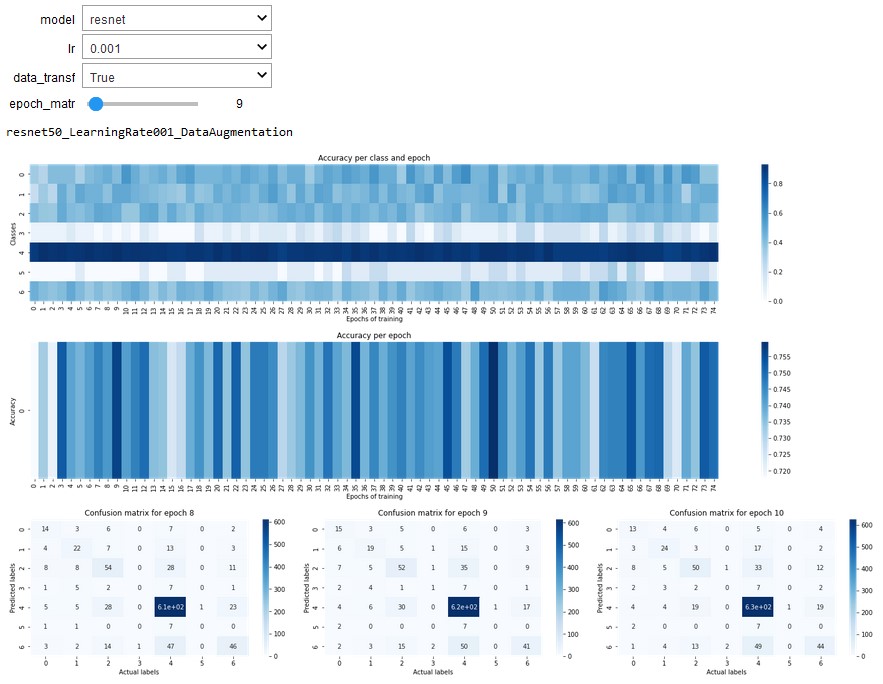 model resnet
lr 0.001
data_transf True
epoch_matr 9
resnet50_LearningRate001_DataAugmentation
Accuracy per class and epoch
Classes
0
1
2
3
4
5
6
0 1 2 3 4 5 6 7 8 9 10 11 12 13 14 15 16 17 18 19 20 21 22 23 24 25 26 27 28 29 30 31 32 33 34 35 36 37 38 39 40 41 42 43 44 45 46 47 48 49 50 51 52 53 54 55 56 57 58 59 60 61 62 63 64 65 66 67 68 69 70 71 72 73 74
Epochs of training
0.8
0.6
0.4
0.2
0.0
Accuracy per epoch
Accuracy
0
0 1 2 3 4 5 6 7 8 9 10 11 12 13 14 15 16 17 18 19 20 21 22 23 24 25 26 27 28 29 30 31 32 33 34 35 36 37 38 39 40 41 42 43 44 45 46 47 48 49 50 51 52 53 54 55 56 57 58 59 60 61 62 63 64 65 66 67 68 69 70 71 72 73 74
Epochs of training
0.755
0.750
0.745
0.740
0.735
0.730
0.725
0.720
Confusion matrix for epoch 8
Predicted labels
0 14 3 6 0 7 0 2
1 4 22 7 0 13 0 3
2 8 8 54 0 28 0 11
3 1 5 2 0 7 0 1
4 5 5 28 0 6.1e+02 1 23
5 1 1 0 0 7 0 0
6 3 2 14 1 47 0 46
0 1 2 3 4 5 6
Actual labels
600
500
400
300
200
100
0
Confusion matrix for epoch 9
Predicted labels
0 15 3 5 0 6 0 3
1 6 19 5 1 15 0 3
2 7 5 52 1 35 0 9
3 2 4 1 1 7 0 1
4 4 6 30 0 6.2e+02 1 17
5 2 0 0 0 7 0 0
6 2 3 15 2 50 0 41
0 1 2 3 4 5 6
Actual labels
600
500
400
300
200
100
0
Confusion matrix for epoch 10
Predicted labels
0 13 4 6 0 5 0 4
1 3 24 3 0 17 0 2
2 8 5 50 1 33 0 12
3 2 3 2 0 7 0 2
4 4 4 19 0 6.3e+02 1 19
5 2 0 0 0 7 0 0
6 1 4 13 2 49 0 44
0 1 2 3 4 5 6
Actual labels
600
500
400
300
200
100
0